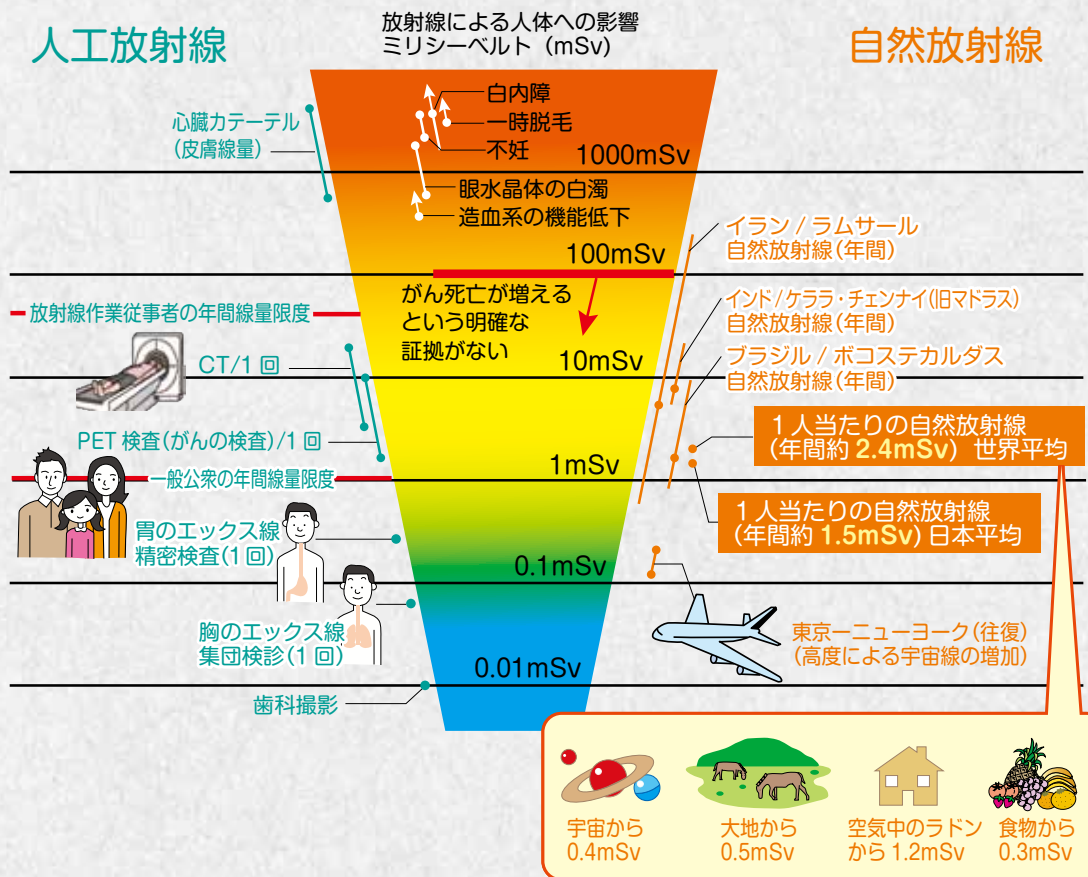 人工放射線
放射線による人体への影響
ミリシーベルト（mSv）
自然放射線
心臓カテーテル
（皮膚線量）
白内障
一時脱毛
不妊
1000mSv
眼水晶体の白濁
造血系の機能低下
100mSv
イラン / ラムサール
自然放射線（年間）
がん死亡が増える
という明確な
証拠がない
放射線作業従事者の年間線量限度
インド / ケララ・チェンナイ（旧マドラス）
自然放射線（年間）
10mSv
CT/1 回
ブラジル / ポコステカルダス
自然放射線（年間）
PET 検査（がんの検査）/1 回
1 人当たりの自然放射線
（年間約 2.4mSv） 世界平均
1mSv
一般公衆の年間線量限度
1 人当たりの自然放射線
（年間約 1.5mSv）日本平均
胃のエックス線
精密検査（1 回）
0.1mSv
胸のエックス線
集団検診（1 回）
東京ーニューヨーク（往復）
（高度による宇宙線の増加）
0.01mSv
歯科撮影
宇宙から
0.4mSv
大地から
0.5mSv
空気中のラドン
から 1.2mSv
食物から
0.3mSv